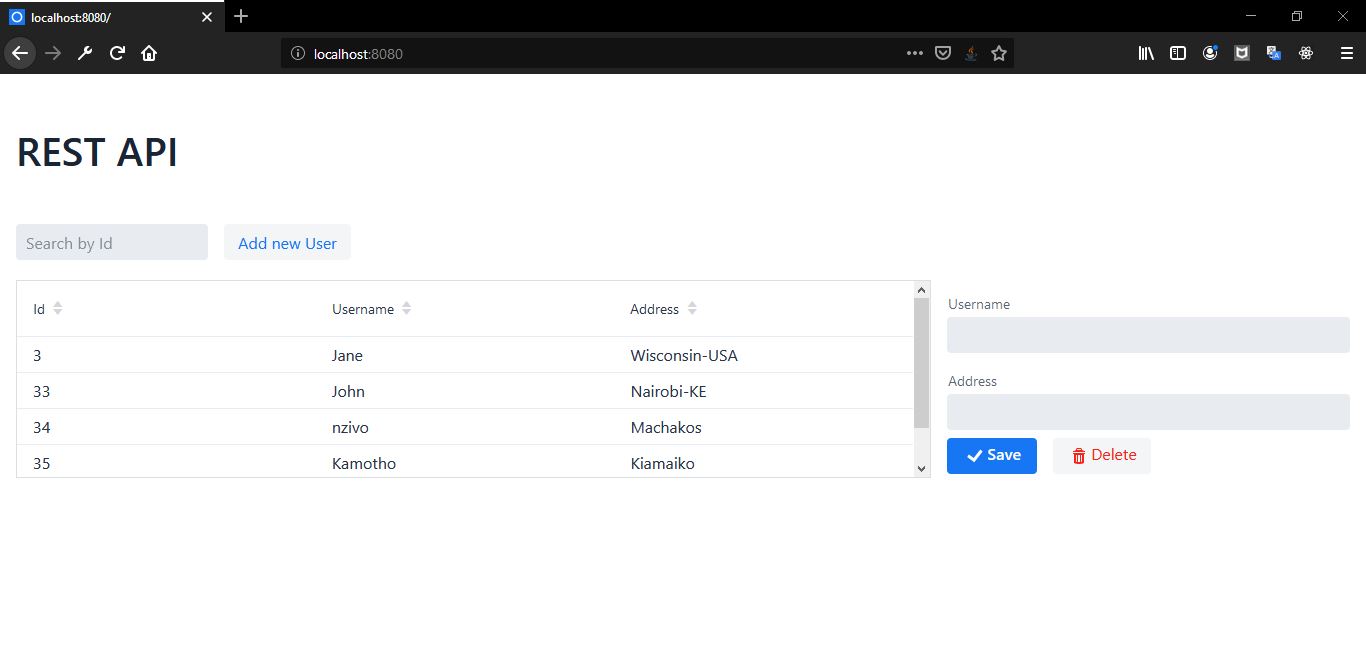 localhost:8080/
localhost:8080
REST API
Search by Id
Add new User
Id Username Address
3 Jane Wisconsin-USA
33 John Nairobi-KE
34 nzivo Machakos
35 Kamotho Kiamaiko
Username
Address
Save Delete